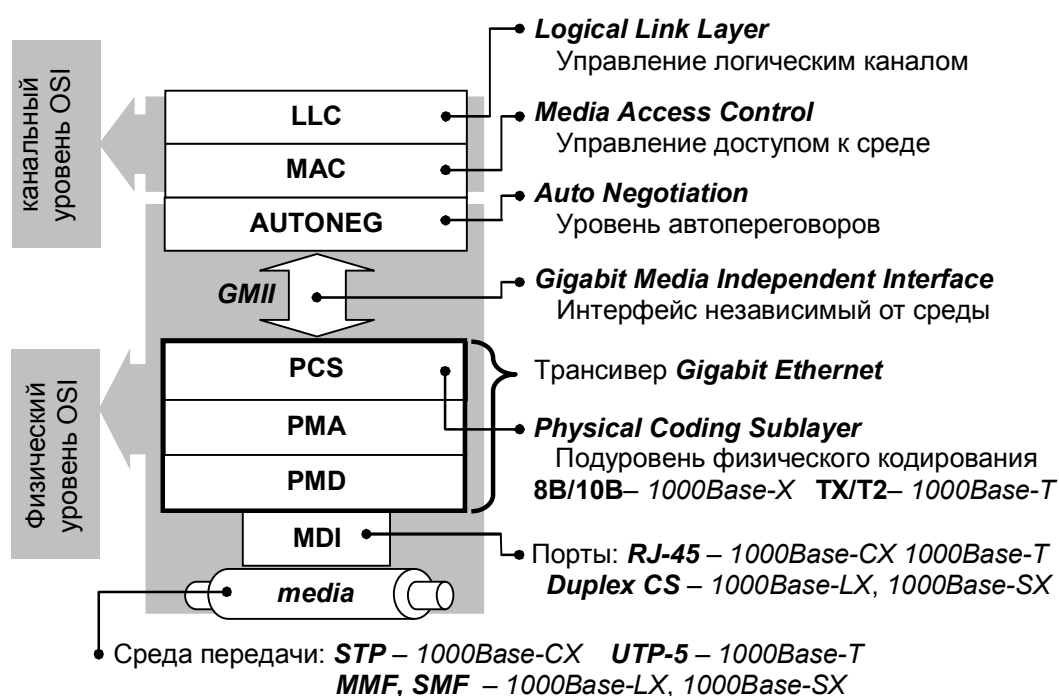 Logical Link Layer
Управление логическим каналом
канальный
уровень OSI
LLC
Media Access Control
Управление доступом к среде
MAC
Auto Negotiation
Уровень автопереговоров
AUTONEG
GMII
Gigabit Media Independent Interface
Интерфейс независимый от среды
Физический
уровень OSI
PCS
Трансивер Gigabit Ethernet
PMA
Physical Coding Sublayer
Подуровень физического кодирования
8B/10B– 1000Base-X TX/T2– 1000Base-T
PMD
MDI
Порты: RJ-45 – 1000Base-CX 1000Base-T
Duplex CS – 1000Base-LX, 1000Base-SX
media
Среда передачи: STP – 1000Base-CX UTP-5 – 1000Base-T
MMF, SMF – 1000Base-LX, 1000Base-SX